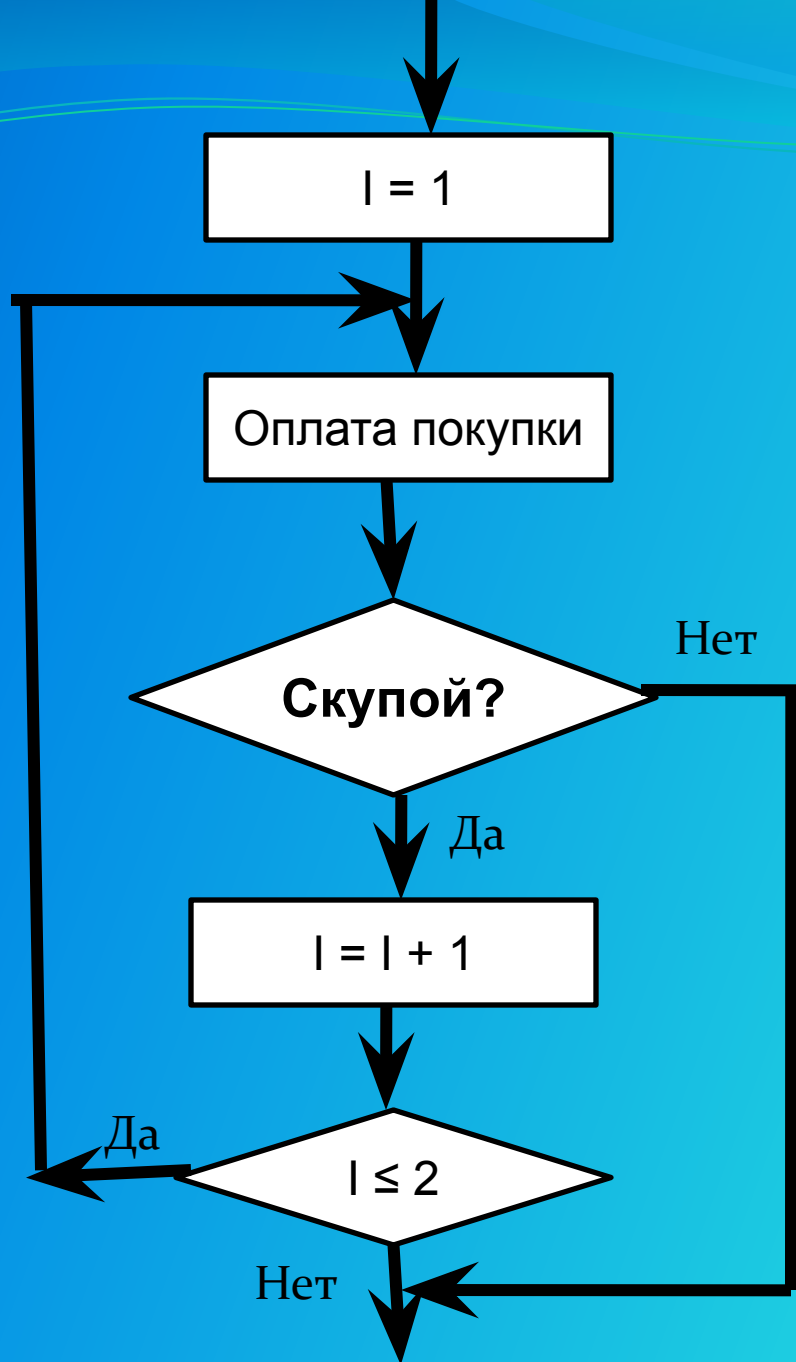 I = 1
Оплата покупки
Нет
Скупой?
Да
I = I + 1
Да
I ≤ 2
Нет